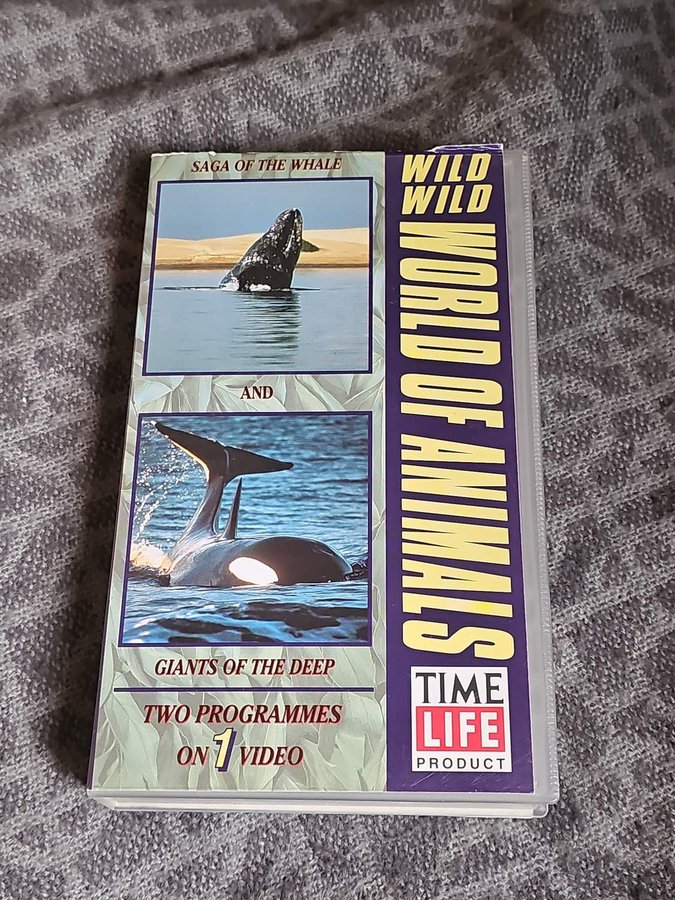 SAGA OF THE WHALE
AND
GIANTS OF THE DEEP
TWO PROGRAMMES
ON 1 VIDEO
WILD
WILD
WORLD OF ANIMALS
TIME
LIFE
PRODUCT